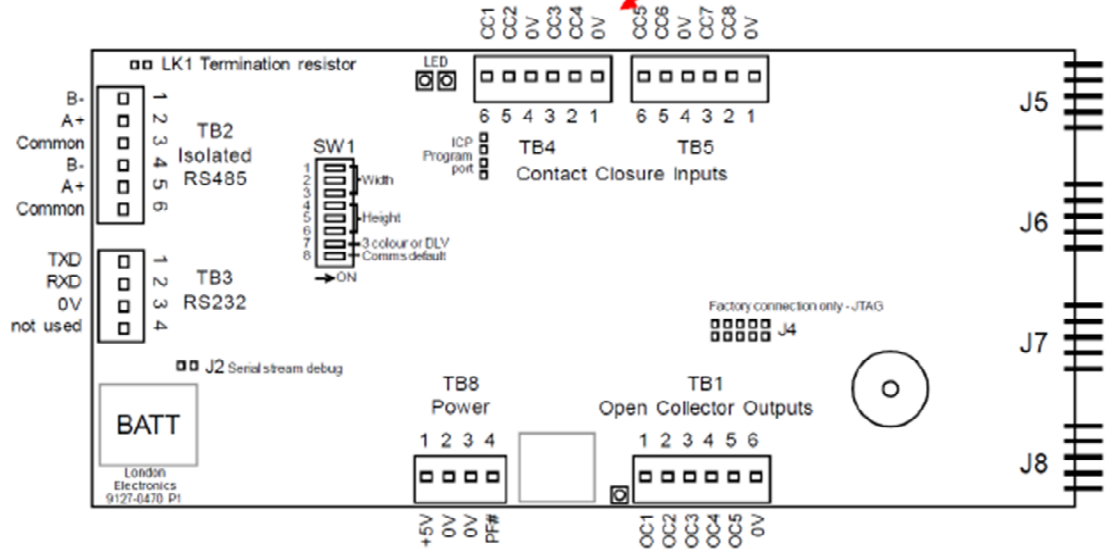 CC1 CC2 0V CC3 CC4 0V
CC5 CC6 0V CC7 CC8 0V
LK1 Termination resistor
LED
6 5 4 3 2 1
6 5 4 3 2 1
TB4
TB5
Contact Closure Inputs
ICP
Program
port
B- 1
A+ 2
Common 3
B- 4
A+ 5
Common 6
TB2
Isolated
RS485
SW1
1
2
3
4
5
6
7
8
Width
Height
3 colour or DLV
Comms default
ON
TXD 1
RXD 2
0V 3
not used 4
TB3
RS232
J2 Serial stream debug
Factory connection only - JTAG
J4
J5
J6
J7
J8
BATT
London
Electronics
9127-0470 P1
TB8
Power
1 2 3 4
+5V 0V 0V PF#
TB1
Open Collector Outputs
1 2 3 4 5 6
OC1 OC2 OC3 OC4 OC5 0V